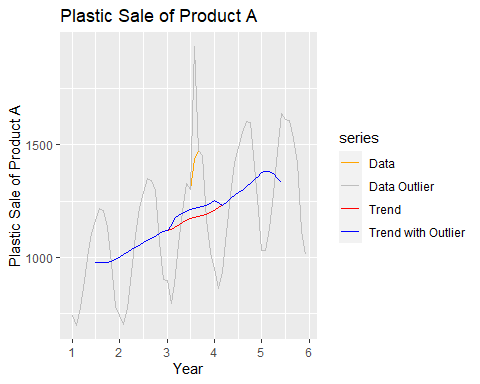 Plastic Sale of Product A
Plastic Sale of Product A
1500
1000
1
2
3
4
5
6
Year
series
Data
Data Outlier
Trend
Trend with Outlier